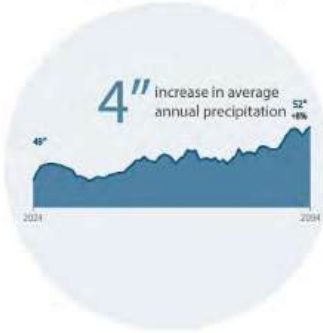 4" increase in average
annual precipitation
52"
+8%
49"
2024
2094